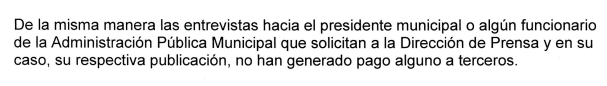 De la misma manera las entrevistas hacia el presidente municipal o algún funcionario
de la Administración Pública Municipal que solicitan a la Dirección de Prensa y en su
caso, su respectiva publicación, no han generado pago alguno a terceros.